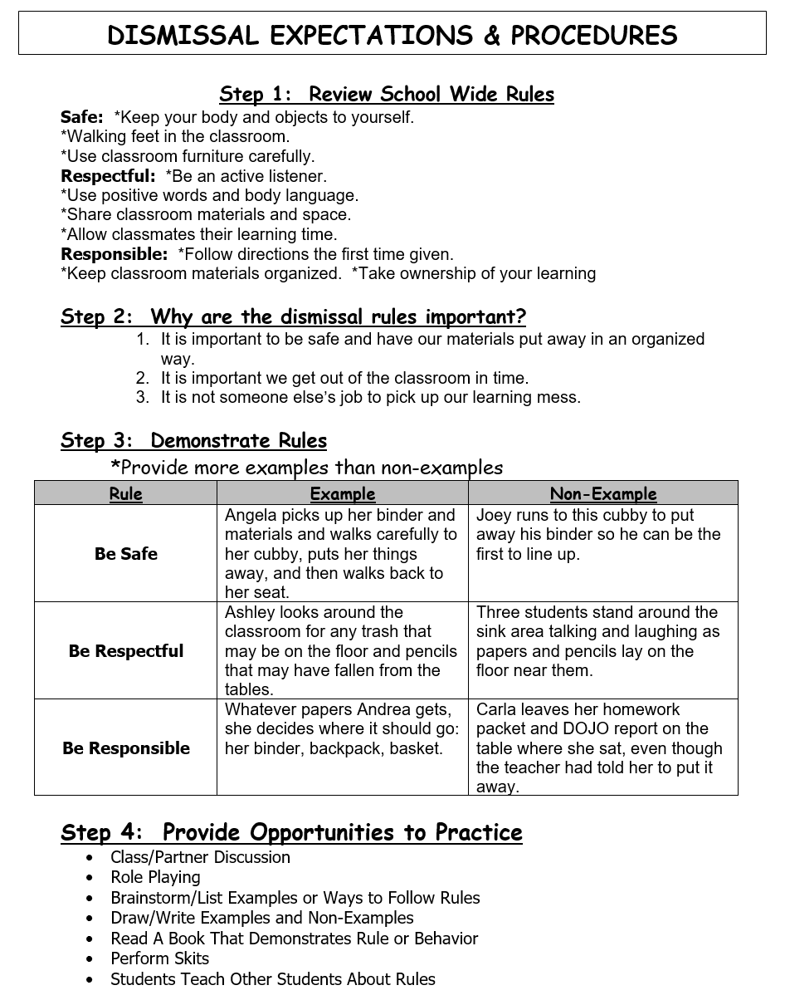 DISMISSAL EXPECTATIONS & PROCEDURES
Step 1:  Review School Wide Rules
Safe:  *Keep your body and objects to yourself.
*Walking feet in the classroom.
*Use classroom furniture carefully.
Respectful:  *Be an active listener.
*Use positive words and body language.
*Share classroom materials and space.
*Allow classmates their learning time.
Responsible:  *Follow directions the first time given.
*Keep classroom materials organized.  *Take ownership of your learning
Step 2:  Why are the dismissal rules important?
1. It is important to be safe and have our materials put away in an organized
way.
2. It is important we get out of the classroom in time.
3. It is not someone else's job to pick up our learning mess.
Step 3:  Demonstrate Rules
*Provide more examples than non-examples
Rule Example Non-Example
Be Safe
Angela picks up her binder and
materials and walks carefully to
her cubby, puts her things
away, and then walks back to
her seat.
Joey runs to this cubby to put
away his binder so he can be the
first to line up.
Be Respectful
Ashley looks around the
classroom for any trash that
may be on the floor and pencils
that may have fallen from the
tables.
Three students stand around the
sink area talking and laughing as
papers and pencils lay on the
floor near them.
Be Responsible
Whatever papers Andrea gets,
she decides where it should go:
her binder, backpack, basket.
Carla leaves her homework
packet and DOJO report on the
table where she sat, even though
the teacher had told her to put it
away.
Step 4:  Provide Opportunities to Practice
• Class/Partner Discussion
• Role Playing
• Brainstorm/List Examples or Ways to Follow Rules
• Draw/Write Examples and Non-Examples
• Read A Book That Demonstrates Rule or Behavior
• Perform Skits
• Students Teach Other Students About Rules